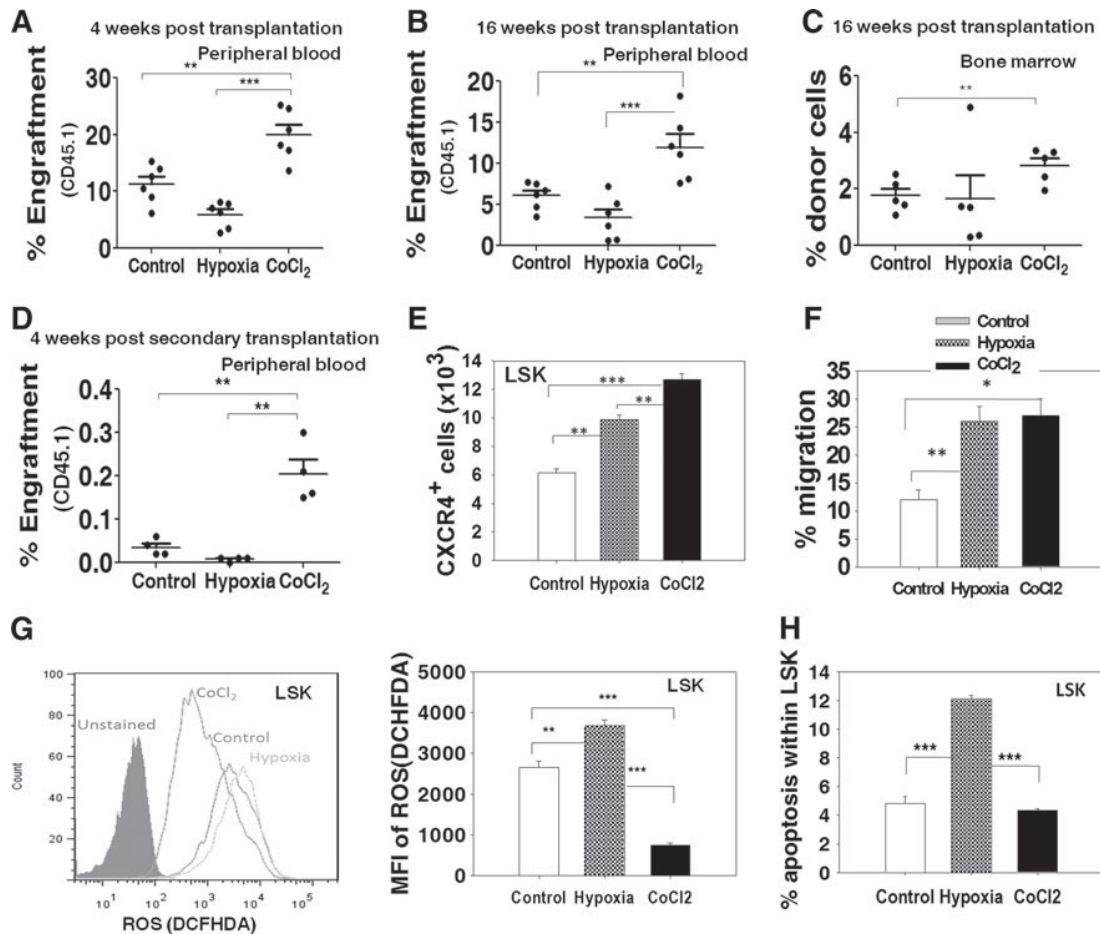 A
4 weeks post transplantation
Peripheral blood
**
***
% Engraftment
(CD45.1)
30
20
10
0
Control Hypoxia CoCl2
B
16 weeks post transplantation
Peripheral blood
**
***
% Engraftment
(CD45.1)
20
15
10
5
0
Control Hypoxia CoCl2
C
16 weeks post transplantation
Bone marrow
**
% donor cells
6
4
2
0
Control Hypoxia CoCl2
D
4 weeks post secondary transplantation
Peripheral blood
**
**
% Engraftment
(CD45.1)
0.4
0.3
0.2
0.1
0.0
Control Hypoxia CoCl2
E
LSK
***
**
**
CXCR4+ cells (x103)
14
12
10
8
6
4
2
0
Control Hypoxia CoCl2
F
Control
Hypoxia
CoCl2
*
**
% migration
35
30
25
20
15
10
5
0
Control Hypoxia CoCl2
G
LSK
CoCl2
Unstained
Control
Hypoxia
Count
100
80
60
40
20
0
101 102 103 104 105
ROS (DCFHDA)
LSK
***
**
***
MFI of ROS(DCHFDA)
5000
4000
3000
2000
1000
0
Control Hypoxia CoCl2
H
LSK
***
***
% apoptosis within LSK
14
12
10
8
6
4
2
0
Control Hypoxia CoCl2